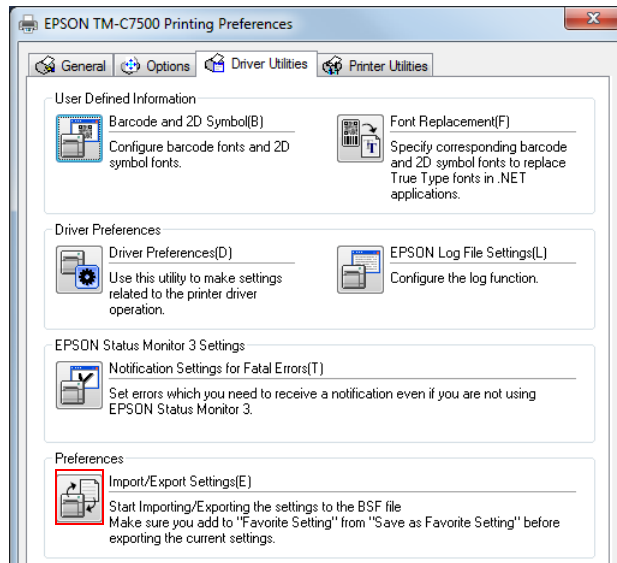 EPSON TM-C7500 Printing Preferences
General Options Driver Utilities Printer Utilities
User Defined Information
Barcode and 2D Symbol(B)
Configure barcode fonts and 2D
symbol fonts.
Font Replacement(F)
Specify corresponding barcode
and 2D symbol fonts to replace
True Type fonts in .NET
applications.
Driver Preferences
Driver Preferences(D)
Use this utility to make settings
related to the printer driver
operation.
EPSON Log File Settings(L)
Configure the log function.
EPSON Status Monitor 3 Settings
Notification Settings for Fatal Errors(T)
Set errors which you need to receive a notification even if you are not using
EPSON Status Monitor 3.
Preferences
Import/Export Settings(E)
Start Importing/Exporting the settings to the BSF file
Make sure you add to "Favorite Setting" from "Save as Favorite Setting" before
exporting the current settings.